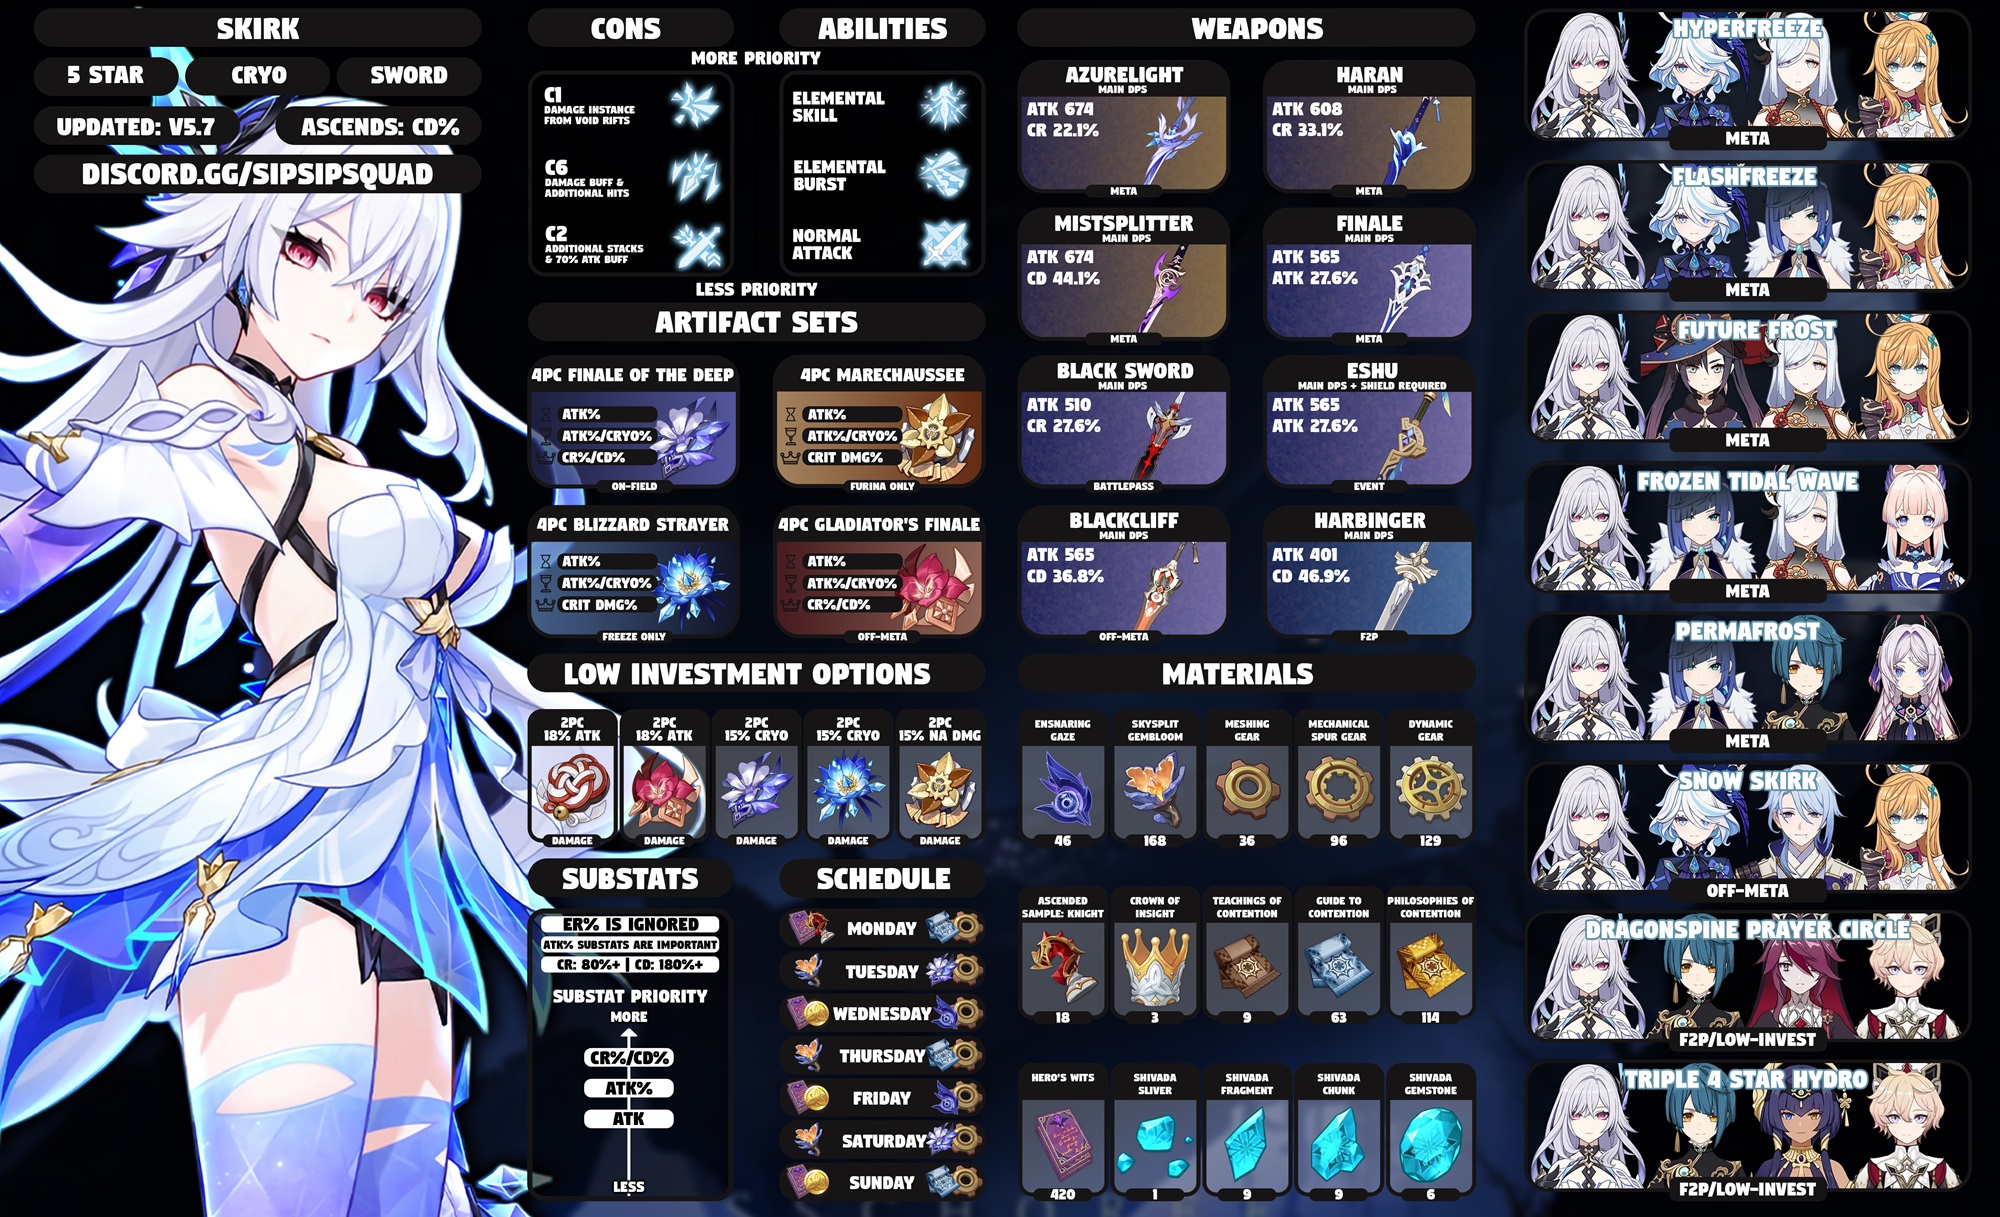 SKIRK
5 STAR
CRYO
SWORD
UPDATED: V5.7
ASCENDS: CD%
DISCORD.GG/SIPSIPSQUAD
CONS
ABILITIES
MORE PRIORITY
C1
DAMAGE INSTANCE
FROM VOID RIFTS
C6
DAMAGE BUFF &
ADDITIONAL HITS
C2
ADDITIONAL STACKS
& 70% ATK BUFF
ELEMENTAL
SKILL
ELEMENTAL
BURST
NORMAL
ATTACK
LESS PRIORITY
ARTIFACT SETS
4PC FINALE OF THE DEEP
ATK%
ATK%/CRYO%
CR%/CD%
ON-FIELD
4PC MARECHAUSSEE
ATK%
ATK%/CRYO%
CRIT DMG%
FURINA ONLY
4PC BLIZZARD STRAYER
ATK%
ATK%/CRYO%
CRIT DMG%
FREEZE ONLY
4PC GLADIATOR'S FINALE
ATK%
ATK%/CRYO%
CR%/CD%
OFF-META
LOW INVESTMENT OPTIONS
2PC
18% ATK
DAMAGE
2PC
18% ATK
DAMAGE
2PC
15% CRYO
DAMAGE
2PC
15% CRYO
DAMAGE
2PC
15% NA DMG
DAMAGE
SUBSTATS
ER% IS IGNORED
ATK% SUBSTATS ARE IMPORTANT
CR: 80%+ | CD: 180%+
SUBSTAT PRIORITY
MORE
CR%/CD%
ATK%
ATK
LESS
SCHEDULE
MONDAY
TUESDAY
WEDNESDAY
THURSDAY
FRIDAY
SATURDAY
SUNDAY
WEAPONS
AZURELIGHT
MAIN DPS
ATK 674
CR 22.1%
META
HARAN
MAIN DPS
ATK 608
CR 33.1%
META
MISTSPLITTER
MAIN DPS
ATK 674
CD 44.1%
META
FINALE
MAIN DPS
ATK 565
ATK 27.6%
META
BLACK SWORD
MAIN DPS
ATK 510
CR 27.6%
BATTLEPASS
ESHU
MAIN DPS + SHIELD REQUIRED
ATK 565
ATK 27.6%
EVENT
BLACKCLIFF
MAIN DPS
ATK 565
CD 36.8%
OFF-META
HARBINGER
MAIN DPS
ATK 401
CD 46.9%
F2P
MATERIALS
ENSNARING
GAZE
46
SKYSPLIT
GEMBLOOM
168
MESHING
GEAR
36
MECHANICAL
SPUR GEAR
96
DYNAMIC
GEAR
129
ASCENDED
SAMPLE: KNIGHT
18
CROWN OF
INSIGHT
3
TEACHINGS OF
CONTENTION
9
GUIDE TO
CONTENTION
63
PHILOSOPHIES OF
CONTENTION
114
HERO'S WITS
420
SHIVADA
SLIVER
1
SHIVADA
FRAGMENT
9
SHIVADA
CHUNK
9
SHIVADA
GEMSTONE
6
HYPERFREEZE
META
FLASHFREEZE
META
FUTURE FROST
META
FROZEN TIDAL WAVE
META
PERMAFROST
META
SNOW SKIRK
OFF-META
DRAGONSPINE PRAYER CIRCLE
F2P/LOW-INVEST
TRIPLE 4 STAR HYDRO
F2P/LOW-INVEST